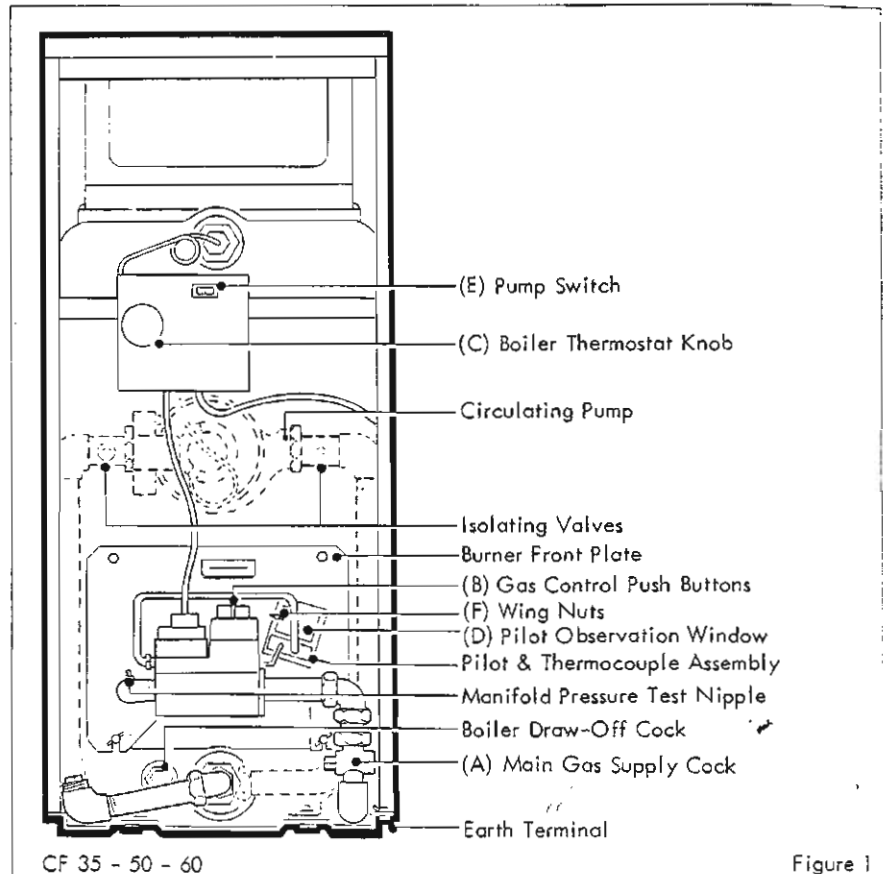 (E) Pump Switch
(C) Boiler Thermostat Knob
Circulating Pump
Isolating Valves
Burner Front Plate
(B) Gas Control Push Buttons
(F) Wing Nuts
(D) Pilot Observation Window
Pilot & Thermocouple Assembly
Manifold Pressure Test Nipple
Boiler Draw-Off Cock
(A) Main Gas Supply Cock
Earth Terminal
CF 35 - 50 - 60
Figure 1